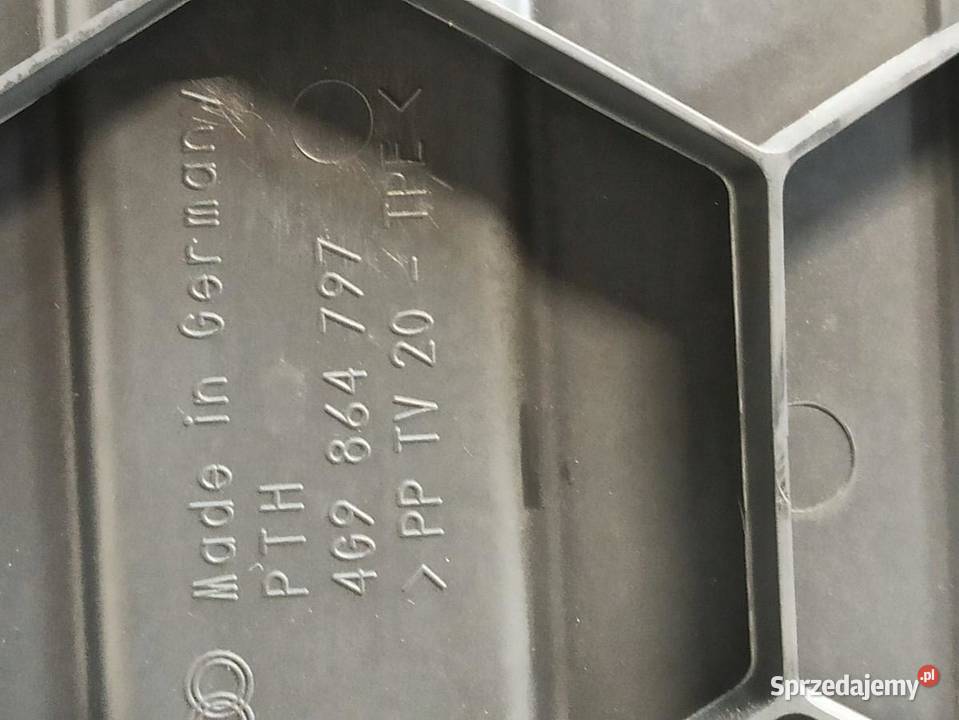 Made in Germany
PTH
4G9 864 797
> PP TV 20 - TPE <
Sprzedajemy.pl